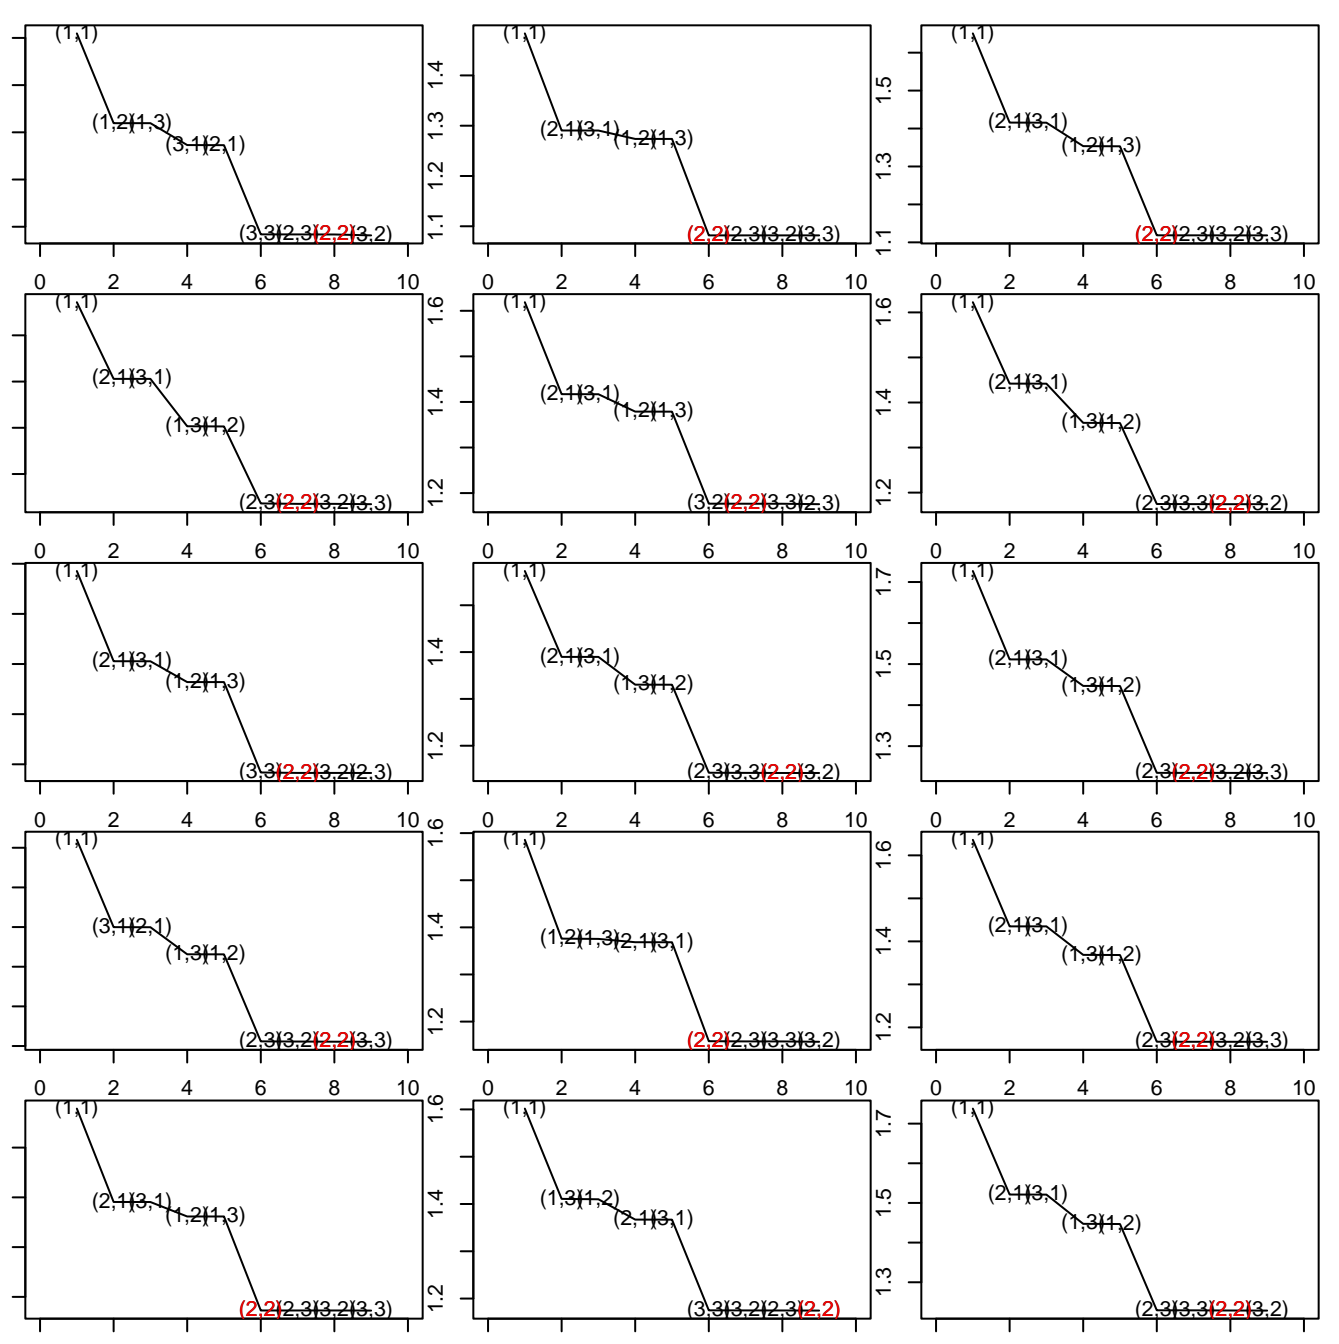 (1,1) (1,1) (1,1)
1.4 1.5
(1,2) (1,3) (2,1) (3,1) (2,1) (3,1)
1.3
(3,1) (2,1) (1,2) (1,3) (1,2) (1,3)
1.2 1.3
(3,3) (2,3) (2,2) (3,2) 1.1 (2,2) (2,3) (3,2) (3,3) 1.1 (2,2) (2,3) (3,2) (3,3)
0 2 4 6 8 10 0 2 4 6 8 10 0 2 4 6 8 10
(1,1) 1.6 (1,1) 1.6 (1,1)
(2,1) (3,1) 1.4 (2,1) (3,1) 1.4 (2,1) (3,1)
(1,3) (1,2) (1,2) (1,3) (1,3) (1,2)
(2,3) (2,2) (3,2) (3,3) 1.2 (3,2) (2,2) (3,3) (2,3) 1.2 (2,3) (3,3) (2,2) (3,2)
0 2 4 6 8 10 0 2 4 6 8 10 0 2 4 6 8 10
(1,1) (1,1) 1.7 (1,1)
(2,1) (3,1) 1.4 (2,1) (3,1) 1.5 (2,1) (3,1)
(1,2) (1,3) (1,3) (1,2) (1,3) (1,2)
(3,3) (2,2) (3,2) (2,3) 1.2 (2,3) (3,3) (2,2) (3,2) 1.3 (2,3) (2,2) (3,2) (3,3)
0 2 4 6 8 10 0 2 4 6 8 10 0 2 4 6 8 10
(1,1) 1.6 (1,1) 1.6 (1,1)
(3,1) (2,1) 1.4 (1,2) (1,3) (2,1) (3,1) 1.4 (2,1) (3,1)
(1,3) (1,2) (1,3) (1,2)
(2,3) (3,2) (2,2) (3,3) 1.2 (2,2) (2,3) (3,3) (3,2) 1.2 (2,3) (2,2) (3,2) (3,3)
0 2 4 6 8 10 0 2 4 6 8 10 0 2 4 6 8 10
(1,1) 1.6 (1,1) 1.7 (1,1)
(2,1) (3,1) 1.4 (1,3) (1,2) 1.5 (2,1) (3,1)
(1,2) (1,3) (2,1) (3,1) (1,3) (1,2)
(2,2) (2,3) (3,2) (3,3) 1.2 (3,3) (3,2) (2,3) (2,2) 1.3 (2,3) (3,3) (2,2) (3,2)